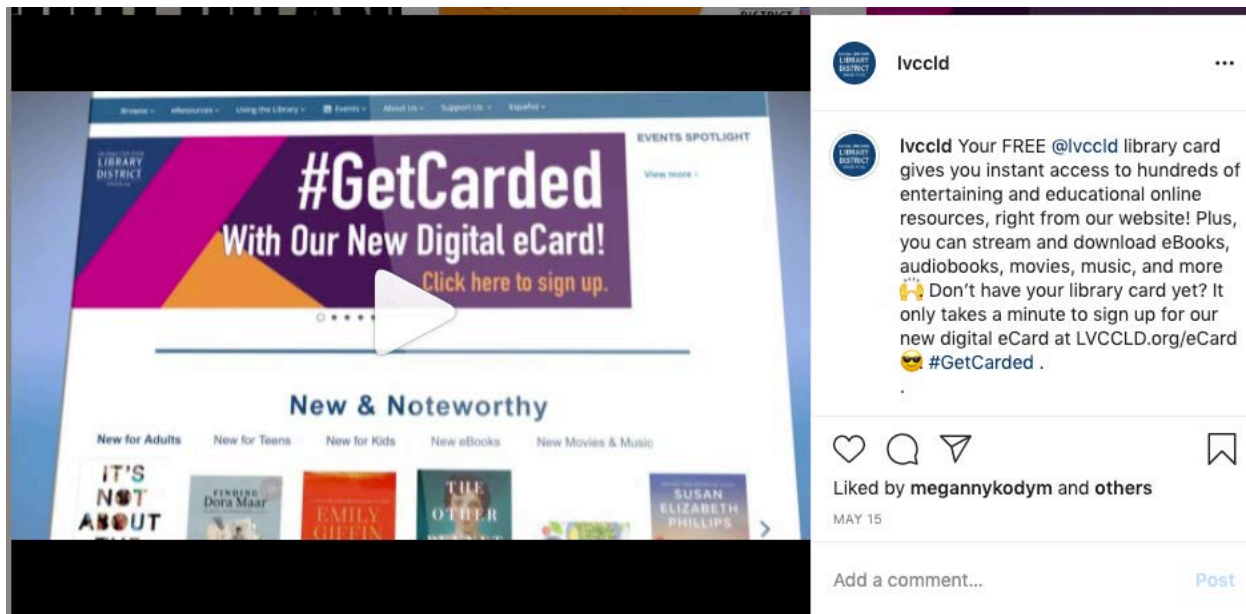 DISTRICT
Browse eResources Using the Library Events About Us Support Us Español
LIBRARY
DISTRICT
#GetCarded
With Our New Digital eCard!
Click here to sign up.
EVENTS SPOTLIGHT
View more ›
New & Noteworthy
New for Adults New for Teens New for Kids New eBooks New Movies & Music
IT'S
NOT
ABOUT
THE
FINDING
Dora Maar
EMILY
GIFFIN
THE
OTHER
SUSAN
ELIZABETH
PHILLIPS
LIBRARY
DISTRICT
lvccld
LIBRARY
DISTRICT
lvccld Your FREE @lvccld library card
gives you instant access to hundreds of
entertaining and educational online
resources, right from our website! Plus,
you can stream and download eBooks,
audiobooks, movies, music, and more
🙌 Don’t have your library card yet? It
only takes a minute to sign up for our
new digital eCard at LVCCLD.org/eCard
😎 #GetCarded .
.
Liked by megannykodym and others
MAY 15
Add a comment...
Post